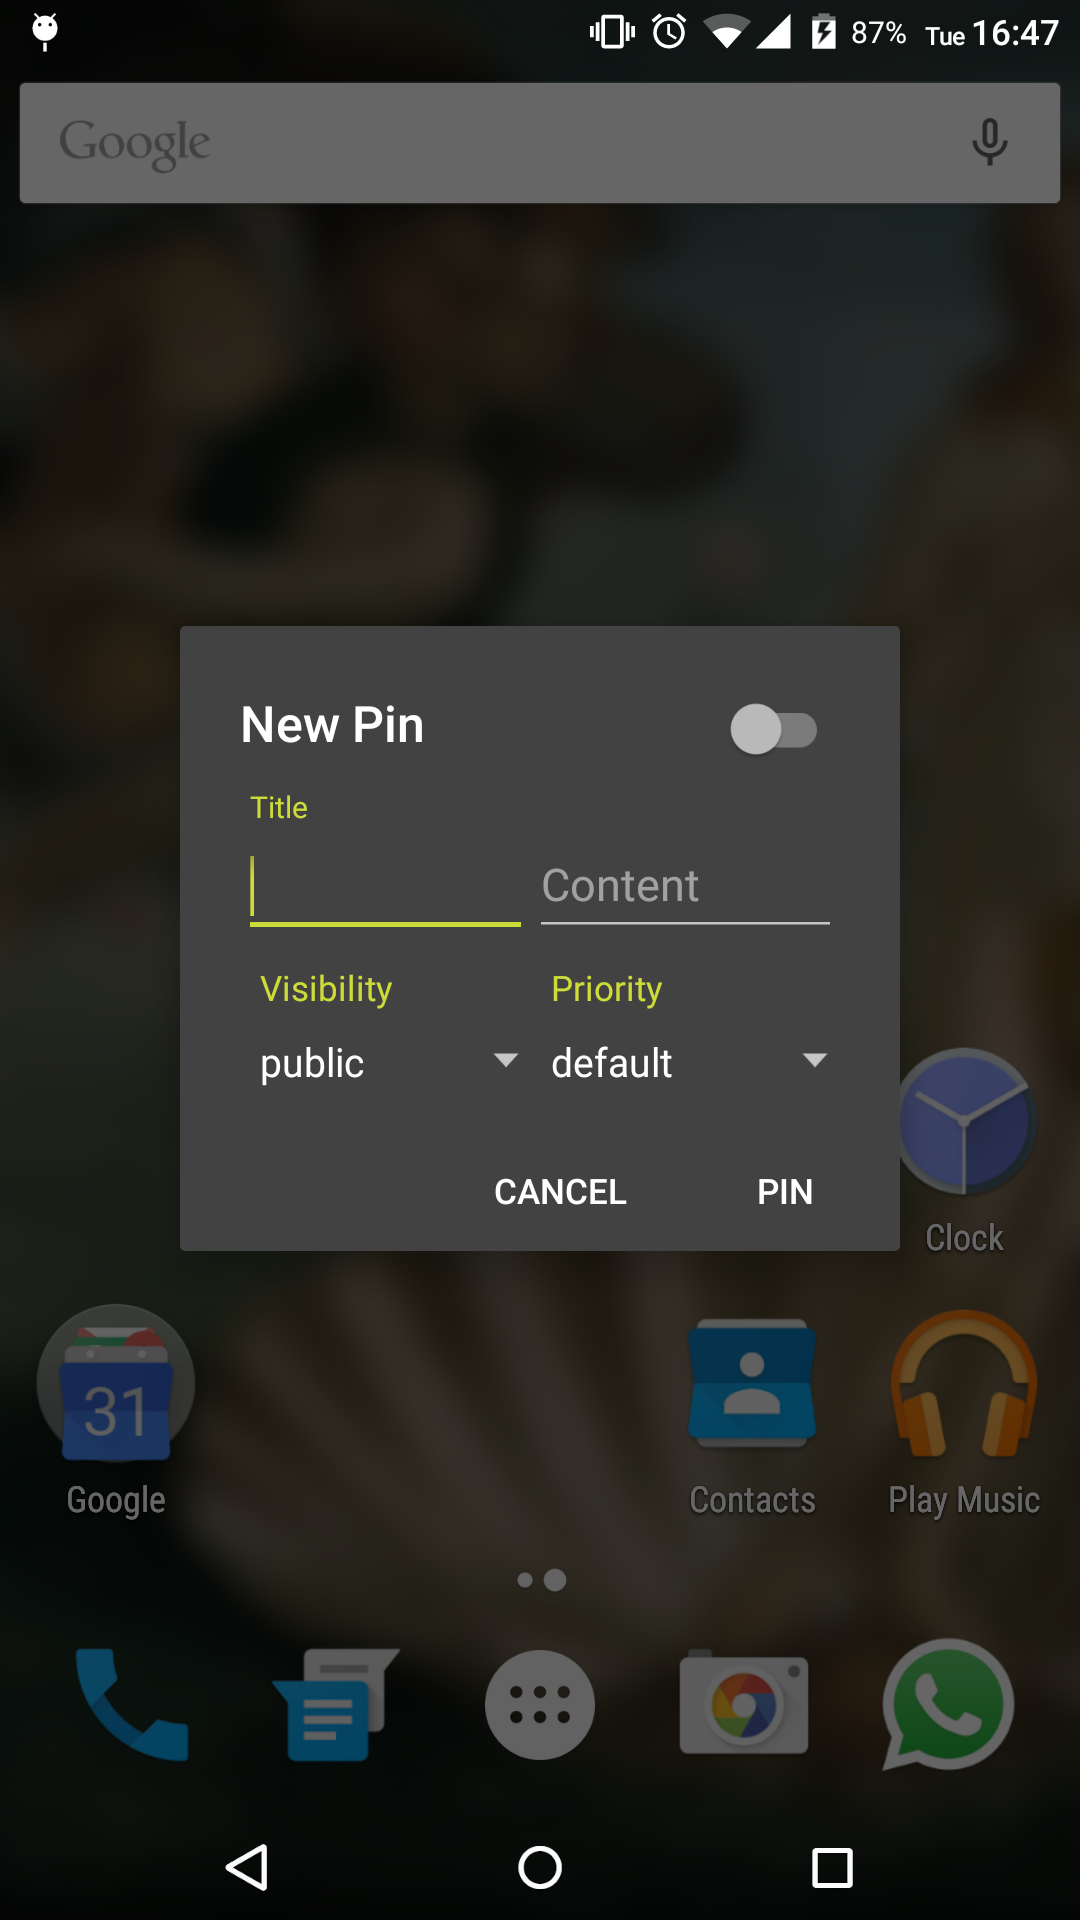 87% Tue 16:47
Google
New Pin
Title
Content
Visibility Priority
public default
CANCEL PIN
Clock
31
Google Contacts Play Music